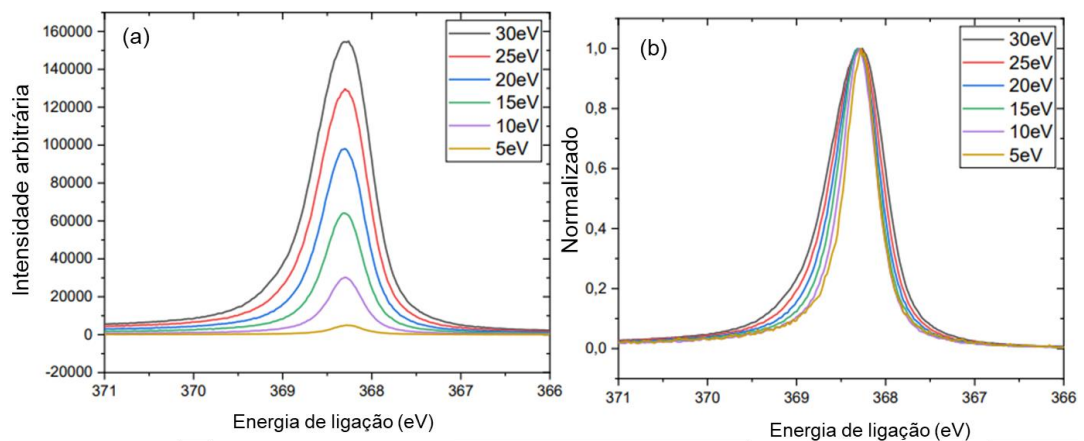 (a)
30eV
25eV
20eV
15eV
10eV
5eV
160000
140000
120000
100000
80000
60000
40000
20000
0
-20000
371
370
369
368
367
366
Intensidade arbitrária
Energia de ligação (eV)
(b)
30eV
25eV
20eV
15eV
10eV
5eV
1,0
0,8
0,6
0,4
0,2
0,0
371
370
369
368
367
366
Normalizado
Energia de ligação (eV)